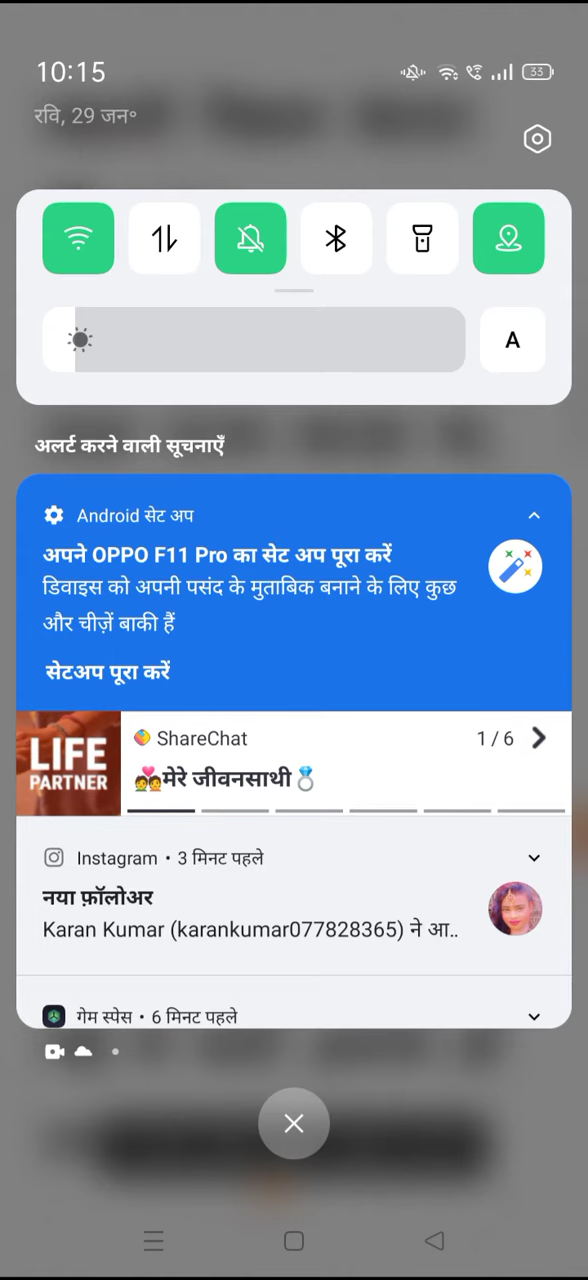 10:15
33
रवि, 29 जन॰
A
अलर्ट करने वाली सूचनाएँ
Android सेट अप
अपने OPPO F11 Pro का सेट अप पूरा करें
डिवाइस को अपनी पसंद के मुताबिक बनाने के लिए कुछ
और चीज़ें बाकी हैं
सेटअप पूरा करें
LIFE
PARTNER
ShareChat
1 / 6
💑मेरे जीवनसाथी💍
Instagram • 3 मिनट पहले
नया फ़ॉलोअर
Karan Kumar (karankumar077828365) ने आ..
गेम स्पेस • 6 मिनट पहले